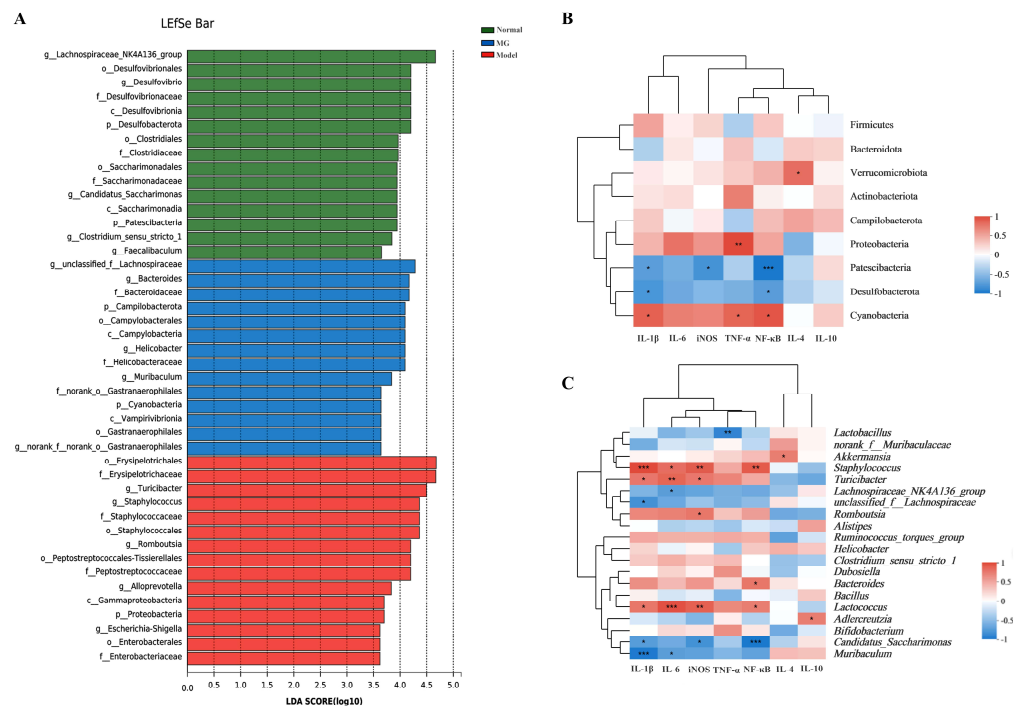 A
LEfSe Bar
Normal
MG
Model
g__Lachnospiraceae_NK4A136_group
o__Desulfovibrionales
g__Desulfovibrio
f__Desulfovibrionaceae
c__Desulfovibrionia
p__Desulfobacterota
o__Clostridiales
f__Clostridiaceae
o__Saccharimonadales
f__Saccharimonadaceae
g__Candidatus_Saccharimonas
c__Saccharimonadia
p__Patescibacteria
g__Clostridium_sensu_stricto_1
g__Faecalibaculum
g__unclassified_f__Lachnospiraceae
g__Bacteroides
f__Bacteroidaceae
p__Campilobacterota
o__Campylobacterales
c__Campylobacteria
g__Helicobacter
f__Helicobacteraceae
g__Muribaculum
f__norank_o__Gastranaerophilales
p__Cyanobacteria
c__Vampirivibrionia
o__Gastranaerophilales
g__norank_f__norank_o__Gastranaerophilales
o__Erysipelotrichales
f__Erysipelotrichaceae
g__Turicibacter
g__Staphylococcus
f__Staphylococcaceae
o__Staphylococcales
g__Romboutsia
o__Peptostreptococcales-Tissierellales
f__Peptostreptococcaceae
g__Alloprevotella
c__Gammaproteobacteria
p__Proteobacteria
g__Escherichia-Shigella
o__Enterobacterales
f__Enterobacteriaceae
0.0 0.5 1.0 1.5 2.0 2.5 3.0 3.5 4.0 4.5 5.0
LDA SCORE(log10)
B
Firmicutes
Bacteroidota
Verrucomicrobiota
*
Actinobacteriota
Campilobacterota
Proteobacteria
**
Patescibacteria
* * ***
Desulfobacterota
* *
Cyanobacteria
* * *
IL-1β IL-6 iNOS TNF-α NF-κB IL-4 IL-10
1
0.5
0
-0.5
-1
C
Lactobacillus
**
norank_f_Muribaculaceae
Akkermansia
*
Staphylococcus
*** * ** **
Turicibacter
* ** *
Lachnospiraceae_NK4A136_group
*
unclassified_f_Lachnospiraceae
*
Romboutsia
*
Alistipes
Ruminococcus_torques_group
Helicobacter
Clostridium sensu stricto 1
Dubosiella
Bacteroides
*
Bacillus
Lactococcus
* *** ** *
Adlercreutzia
*
Bifidobacterium
Candidatus_Saccharimonas
* * ***
Muribaculum
*** *
IL-1β IL 6 iNOS TNF-α NF-κB IL 4 IL-10
1
0.5
0
-0.5
-1